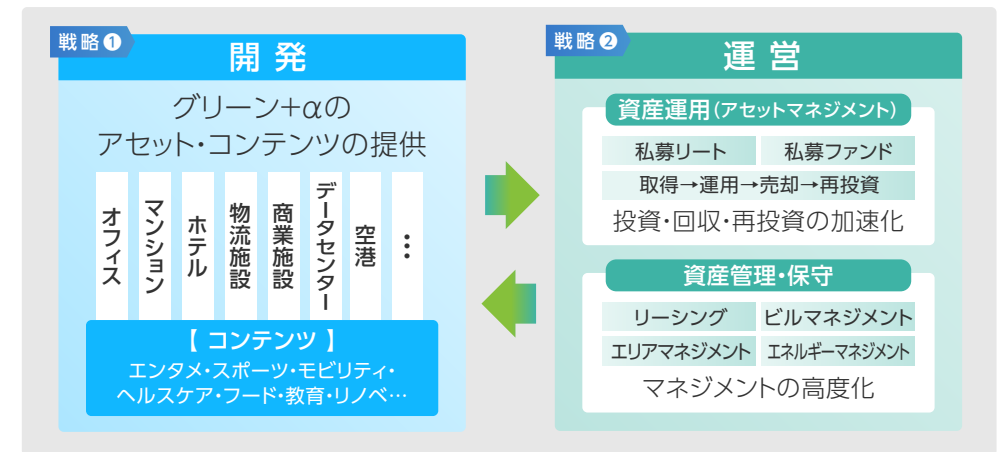 戦略❶
開発
グリーン+αの
アセット・コンテンツの提供
オフィス
マンション
ホテル
物流施設
商業施設
データセンター
空港
…
【 コンテンツ 】
エンタメ・スポーツ・モビリティ・
ヘルスケア・フード・教育・リノベ…
戦略❷
運営
資産運用(アセットマネジメント)
私募リート 私募ファンド
取得→運用→売却→再投資
投資・回収・再投資の加速化
資産管理・保守
リーシング ビルマネジメント
エリアマネジメント エネルギーマネジメント
マネジメントの高度化